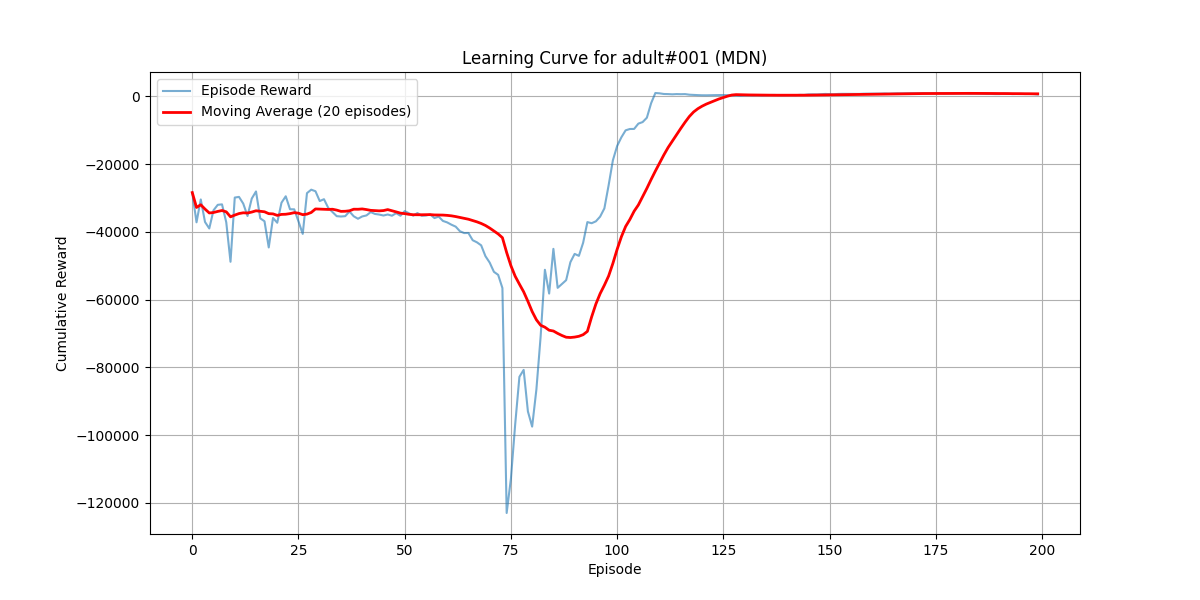 Learning Curve for adult#001 (MDN)
Episode Reward
Moving Average (20 episodes)
Cumulative Reward
0
−20000
−40000
−60000
−80000
−100000
−120000
0 25 50 75 100 125 150 175 200
Episode